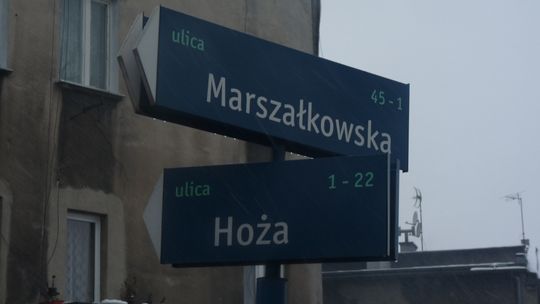 ulica
45 - 1
Marszałkowska
ulica
1 - 22
Hoża